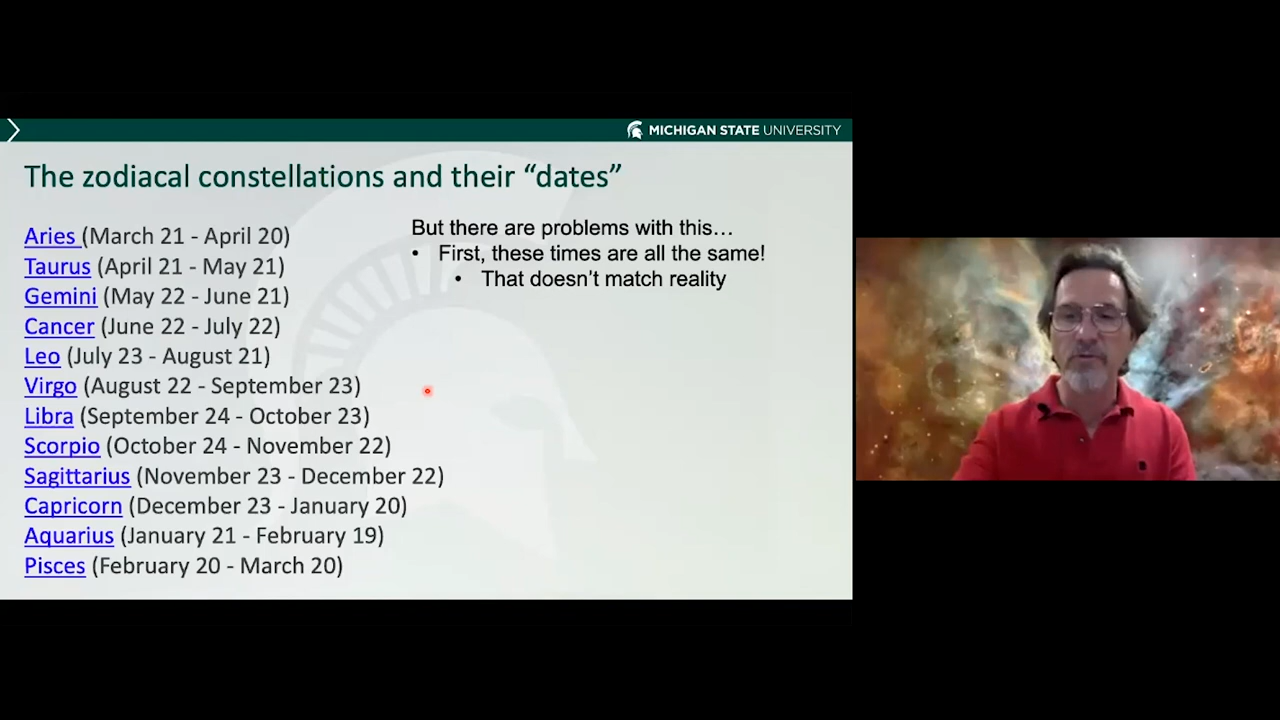 MICHIGAN STATE UNIVERSITY
The zodiacal constellations and their “dates”
Aries (March 21 - April 20)
Taurus (April 21 - May 21)
Gemini (May 22 - June 21)
Cancer (June 22 - July 22)
Leo (July 23 - August 21)
Virgo (August 22 - September 23)
Libra (September 24 - October 23)
Scorpio (October 24 - November 22)
Sagittarius (November 23 - December 22)
Capricorn (December 23 - January 20)
Aquarius (January 21 - February 19)
Pisces (February 20 - March 20)
But there are problems with this…
• First, these times are all the same!
• That doesn’t match reality